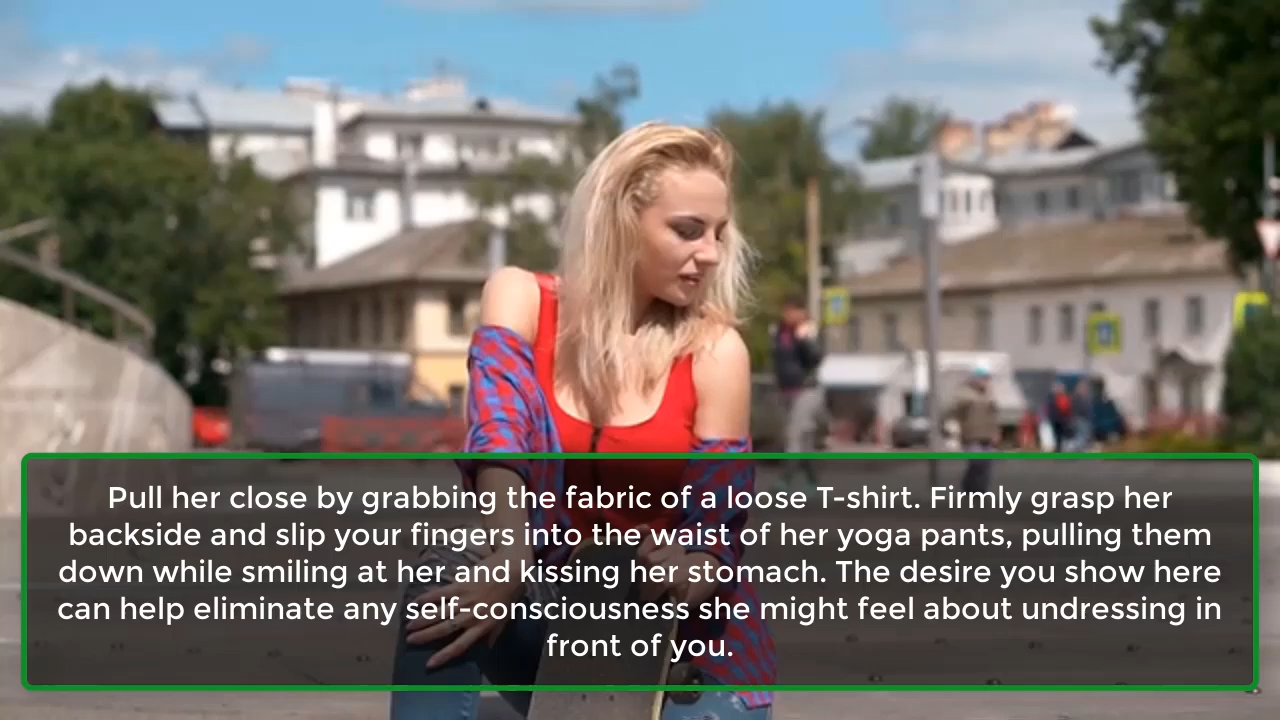 Pull her close by grabbing the fabric of a loose T-shirt. Firmly grasp her
backside and slip your fingers into the waist of her yoga pants, pulling them
down while smiling at her and kissing her stomach. The desire you show here
can help eliminate any self-consciousness she might feel about undressing in
front of you.